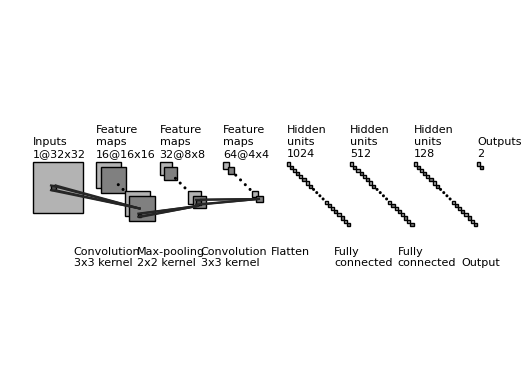 Inputs
1@32x32
Feature
maps
16@16x16
Feature
maps
32@8x8
Feature
maps
64@4x4
Hidden
units
1024
Hidden
units
512
Hidden
units
128
Outputs
2
Convolution
3x3 kernel
Max-pooling
2x2 kernel
Convolution
3x3 kernel
Flatten
Fully
connected
Fully
connected
Output